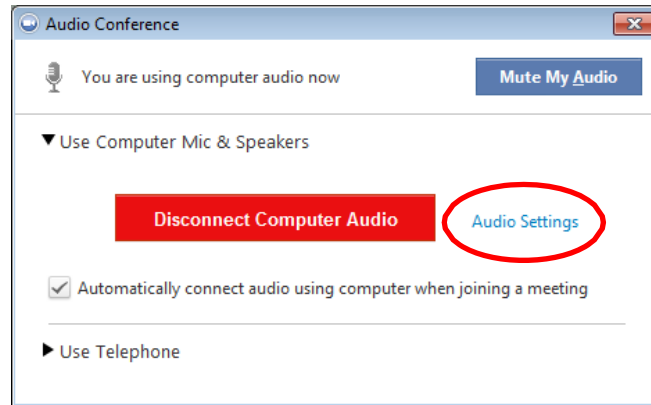 Audio Conference
You are using computer audio now
Mute My Audio
Use Computer Mic & Speakers
Disconnect Computer Audio
Audio Settings
Automatically connect audio using computer when joining a meeting
Use Telephone